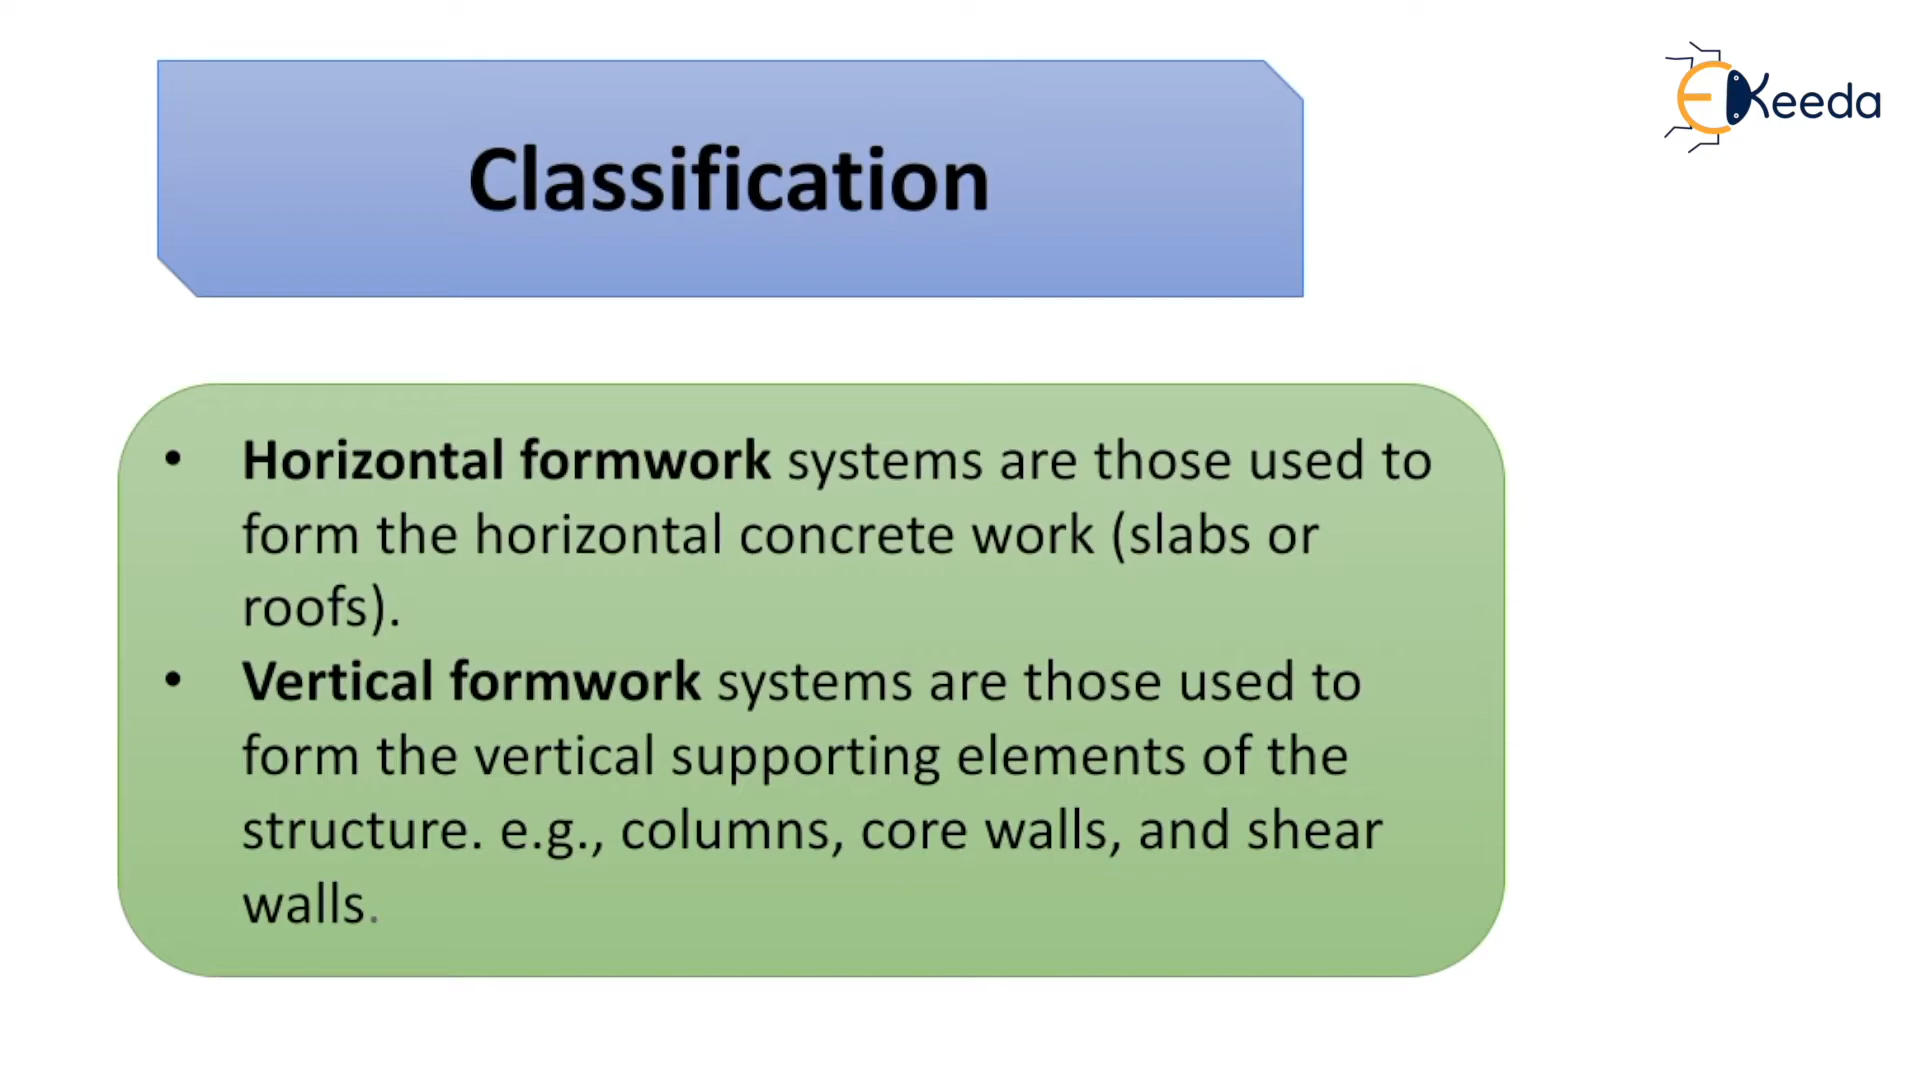 EKeeda
Classification
• Horizontal formwork systems are those used to
form the horizontal concrete work (slabs or
roofs).
• Vertical formwork systems are those used to
form the vertical supporting elements of the
structure. e.g., columns, core walls, and shear
walls.